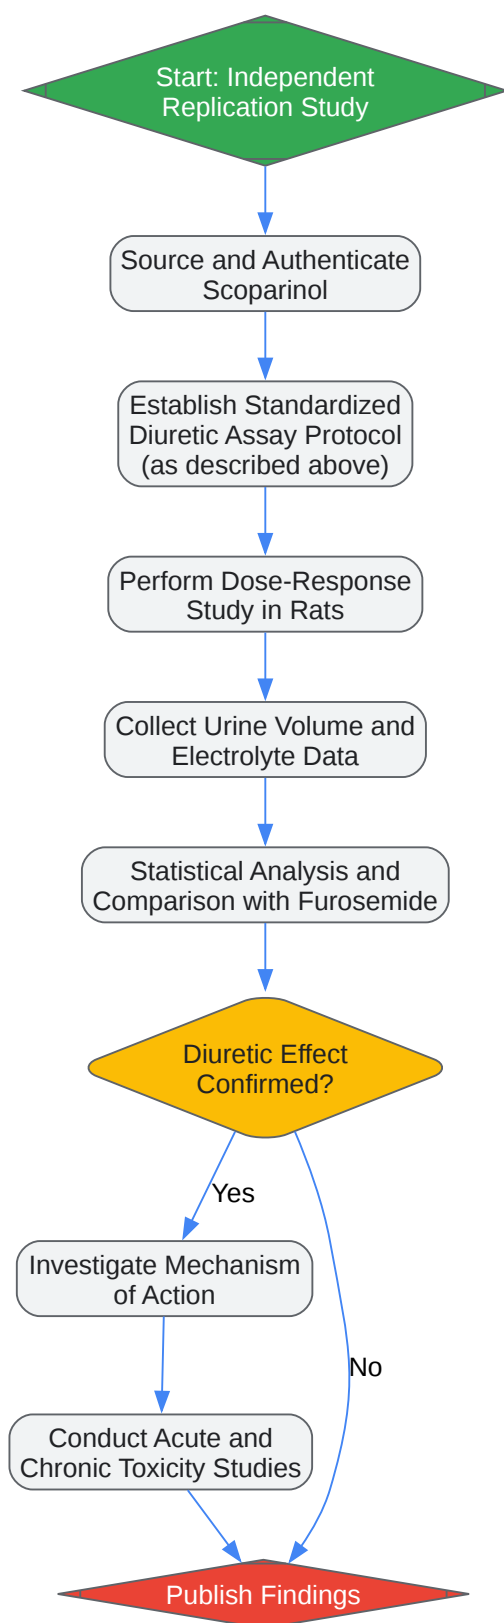 Start: Independent
Replication Study
Source and Authenticate
Scoparinol
Establish Standardized
Diuretic Assay Protocol
(as described above)
Perform Dose-Response
Study in Rats
Collect Urine Volume and
Electrolyte Data
Statistical Analysis and
Comparison with Furosemide
Diuretic Effect
Confirmed?
Yes
Investigate Mechanism
of Action
No
Conduct Acute and
Chronic Toxicity Studies
Publish Findings